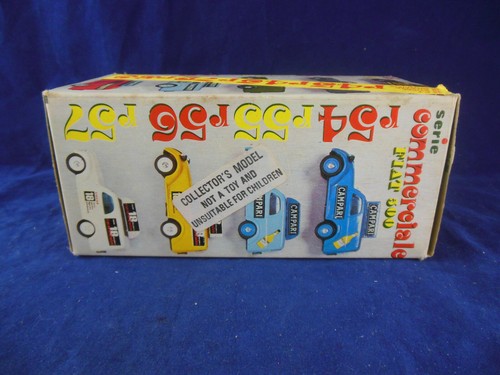 serie
commerciale
FIAT 500
r54
r55
r56
r57
COLLECTOR'S MODEL
NOT A TOY AND
UNSUITABLE FOR CHILDREN
CAMPARI
CAMPARI
CAMPARI
CAMPARI